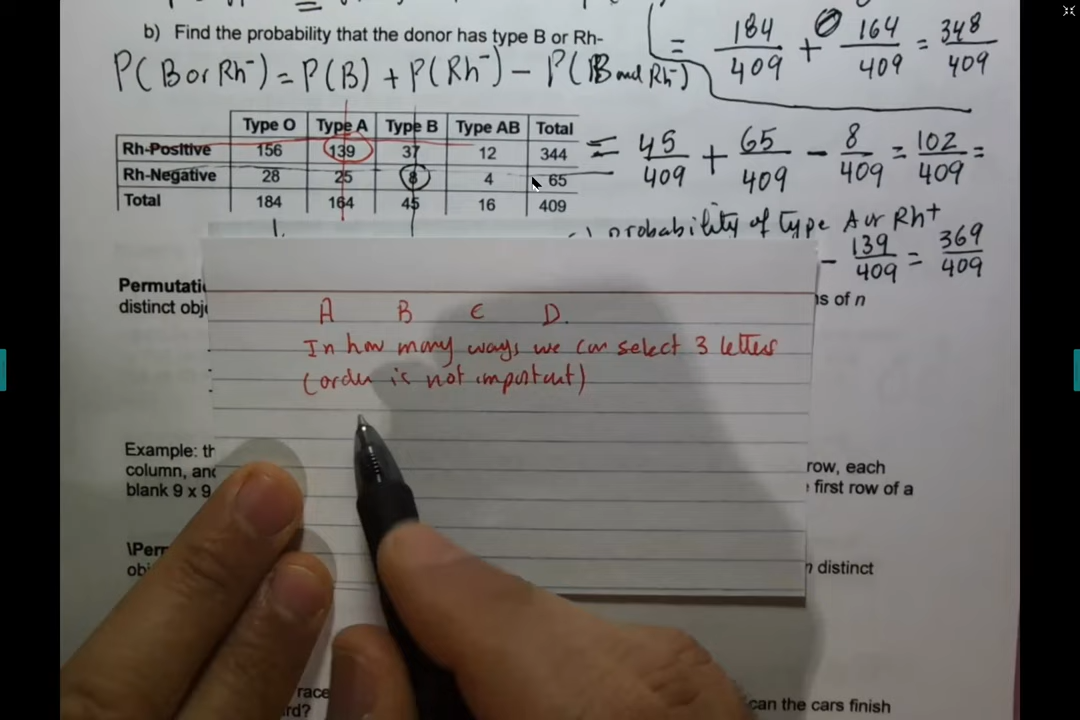 b) Find the probability that the donor has type B or Rh-
P(B or Rh⁻) = P(B) + P(Rh⁻) - P(B and Rh⁻)
= 184/409 + 164/409 = 348/409
Type O Type A Type B Type AB Total
Rh-Positive 156 139 37 12 344
Rh-Negative 28 25 8 4 65
Total 184 164 45 16 409
= 45/409 + 65/409 - 8/409 = 102/409 =
probability of type A or Rh+
- 139/409 = 369/409
Permutati
distinct obj
ns of n
A B C D.
In how many ways we can select 3 letters
(order is not important)
Example: th
column, and
blank 9 x 9
row, each
first row of a
\Perm
obj
distinct
race
rd?
can the cars finish